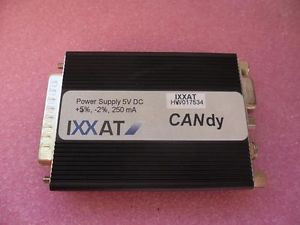 Power Supply 5V DC
+5%, -2%, 250 mA
IXXAT
HW017534
IXXAT
CANdy